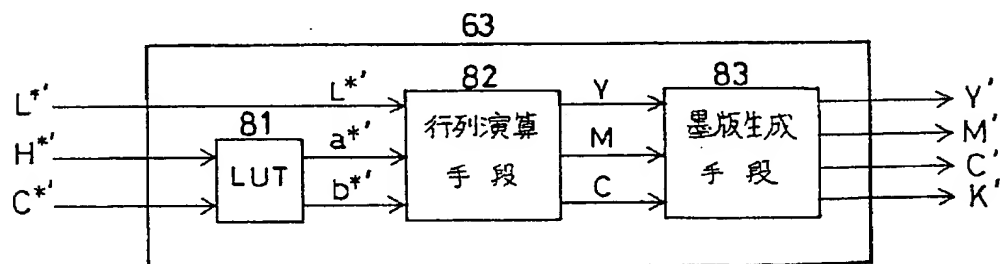 63
L*' L*' 82 Y 83 Y'
81
H*' LUT a*' 行列演算 M 墨版生成 M'
手段 手段
C*' b*' C C'
K'